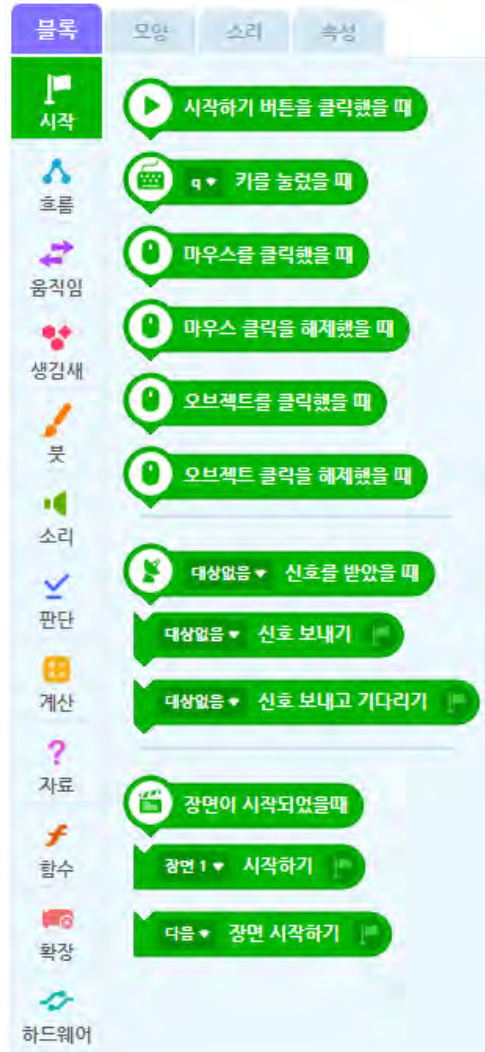 블록 모양 소리 속성
시작
흐름
움직임
생김새
붓
소리
판단
계산
자료
함수
확장
하드웨어
시작하기 버튼을 클릭했을 때
q 키를 눌렀을 때
마우스를 클릭했을 때
마우스 클릭을 해제했을 때
오브젝트를 클릭했을 때
오브젝트 클릭을 해제했을 때
대상없음 신호를 받았을 때
대상없음 신호 보내기
대상없음 신호 보내고 기다리기
장면이 시작되었을때
장면 1 시작하기
다음 장면 시작하기